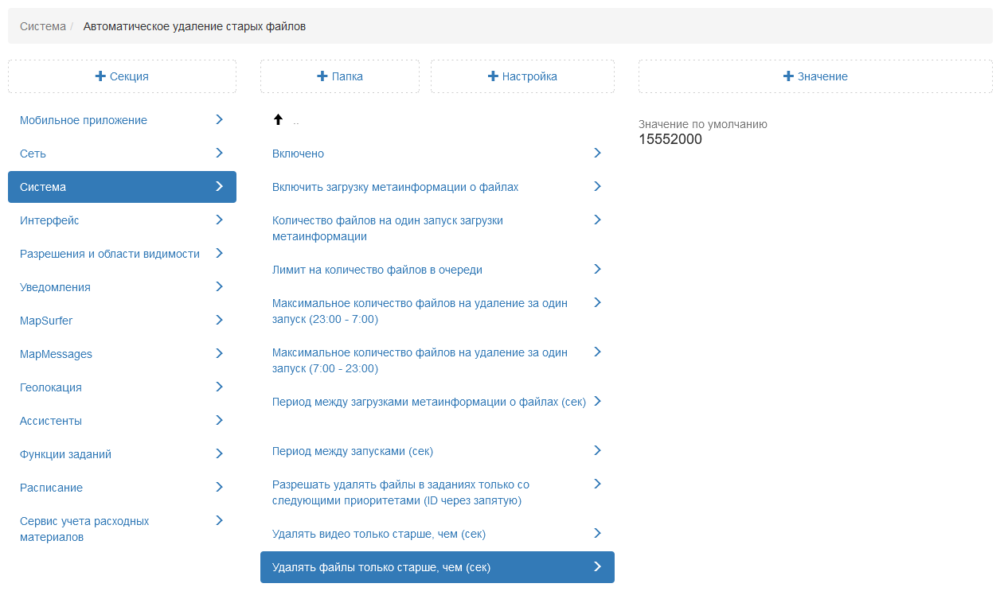 Система / Автоматическое удаление старых файлов
Секция
Папка
Настройка
Значение
Мобильное приложение
Сеть
Система
Интерфейс
Разрешения и области видимости
Уведомления
MapSurfer
MapMessages
Геолокация
Ассистенты
Функции заданий
Расписание
Сервис учета расходных
материалов
..
Включено
Включить загрузку метаинформации о файлах
Количество файлов на один запуск загрузки
метаинформации
Лимит на количество файлов в очереди
Максимальное количество файлов на удаление за один
запуск (23:00 - 7:00)
Максимальное количество файлов на удаление за один
запуск (7:00 - 23:00)
Период между загрузками метаинформации о файлах (сек)
Период между запусками (сек)
Разрешать удалять файлы в заданиях только со
следующими приоритетами (ID через запятую)
Удалять видео только старше, чем (сек)
Удалять файлы только старше, чем (сек)
Значение по умолчанию
15552000